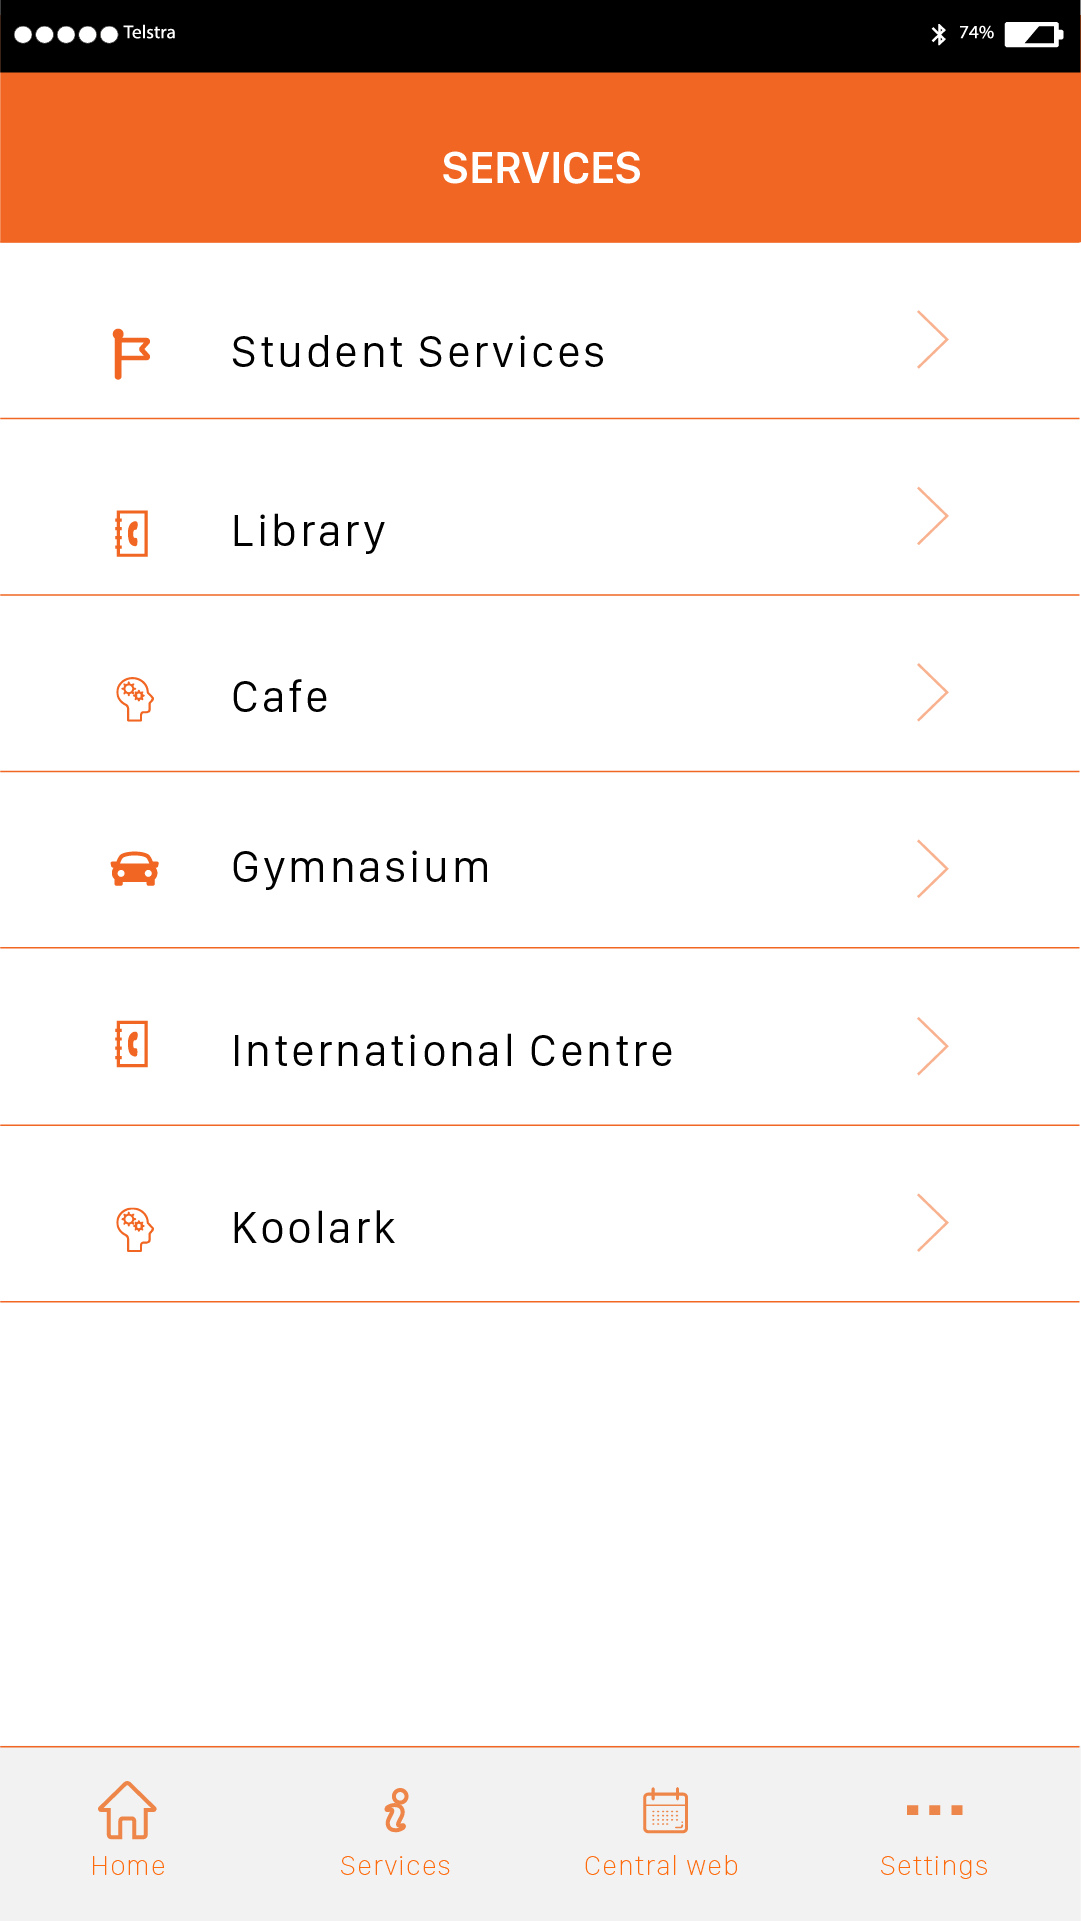 Telstra 74%
SERVICES
Student Services
Library
Cafe
Gymnasium
International Centre
Koolark
Home Services Central web Settings